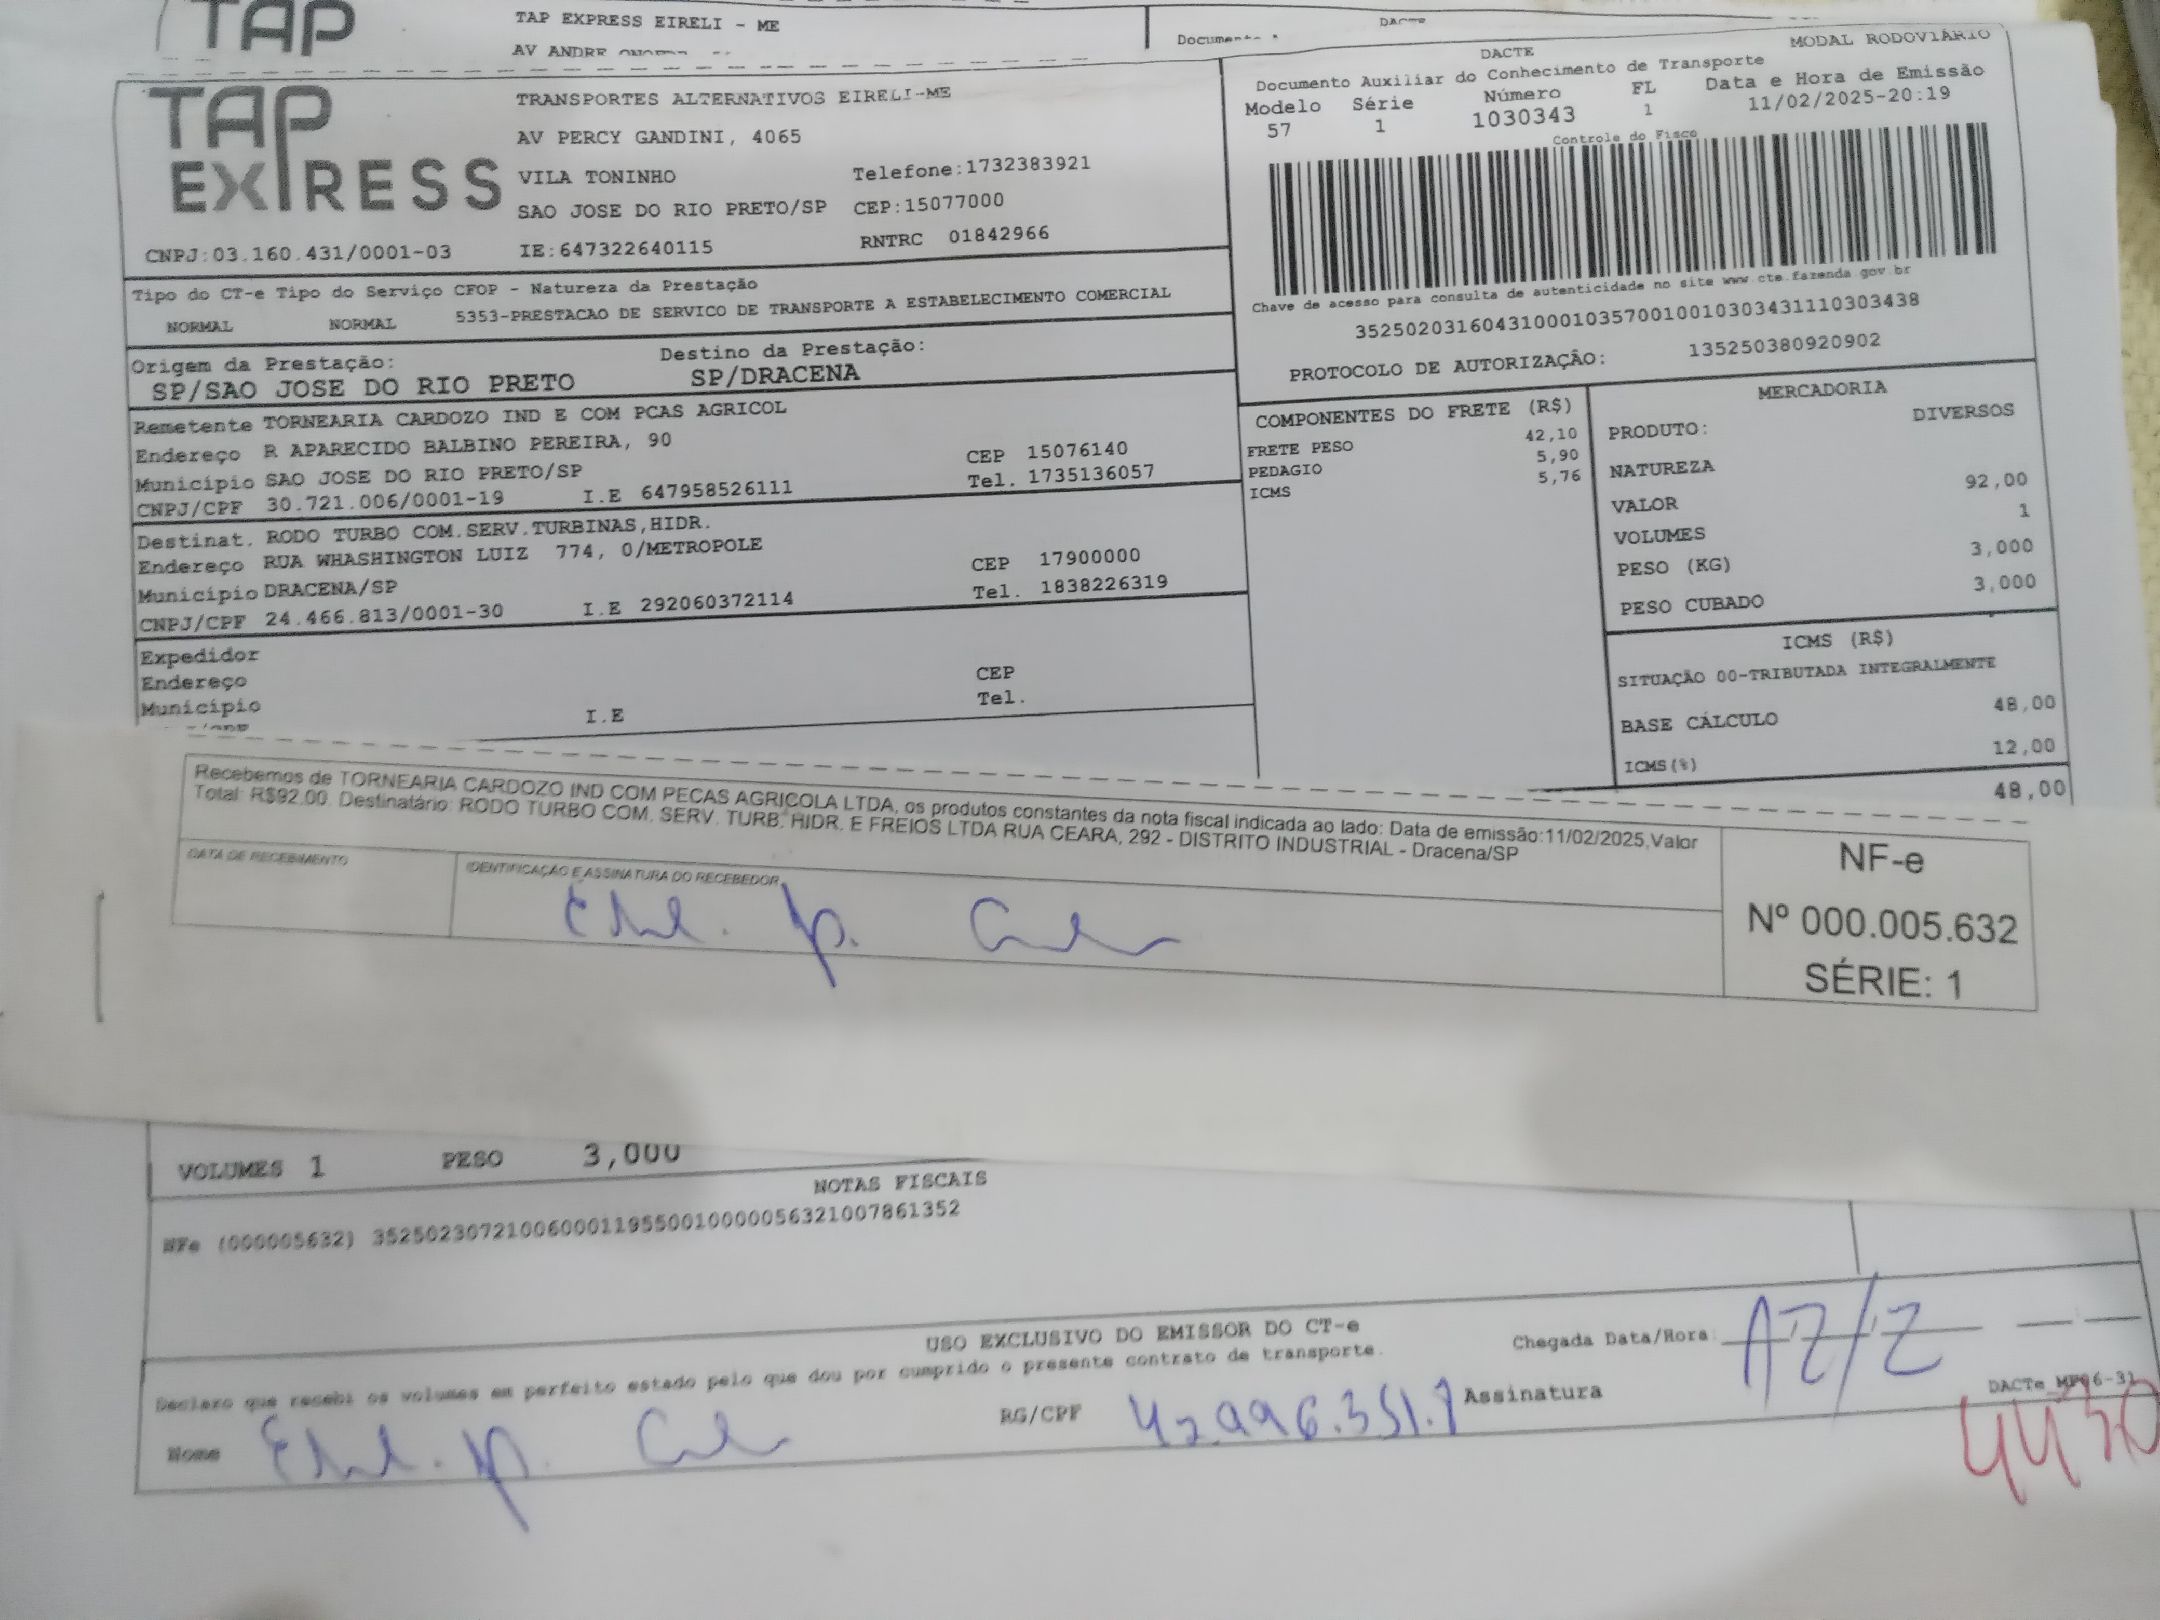 TAP
TAP EXPRESS EIRELI - ME
AV ANDRE
DACTE
TAP
EXPRESS
TRANSPORTES ALTERNATIVOS EIRELI-ME
AV PERCY GANDINI, 4065
VILA TONINHO Telefone:1732383921
SAO JOSE DO RIO PRETO/SP CEP:15077000
CNPJ:03.160.431/0001-03 IE:647322640115 RNTRC 01842966
DACTE MODAL RODOVIÁRIO
Documento Auxiliar do Conhecimento de Transporte
Modelo Série Número FL Data e Hora de Emissão
57 1 1030343 1 11/02/2025-20:19
Controle do Fisco
Chave de acesso para consulta de autenticidade no site www.cte.fazenda.gov.br
35250203160431000103570010010303431110303438
PROTOCOLO DE AUTORIZAÇÃO: 135250380920902
Tipo do CT-e Tipo do Serviço CFOP - Natureza da Prestação
NORMAL NORMAL 5353-PRESTACAO DE SERVICO DE TRANSPORTE A ESTABELECIMENTO COMERCIAL
Origem da Prestação: Destino da Prestação:
SP/SAO JOSE DO RIO PRETO SP/DRACENA
Remetente TORNEARIA CARDOZO IND E COM PCAS AGRICOL
Endereço R APARECIDO BALBINO PEREIRA, 90 CEP 15076140
Município SAO JOSE DO RIO PRETO/SP Tel. 1735136057
CNPJ/CPF 30.721.006/0001-19 I.E 647958526111
Destinat. RODO TURBO COM.SERV.TURBINAS,HIDR.
Endereço RUA WHASHINGTON LUIZ 774, 0/METROPOLE CEP 17900000
Município DRACENA/SP Tel. 1838226319
CNPJ/CPF 24.466.813/0001-30 I.E 292060372114
Expedidor
Endereço CEP
Município Tel.
I.E
COMPONENTES DO FRETE (R$)
FRETE PESO 42,10
PEDAGIO 5,90
ICMS 5,76
MERCADORIA
PRODUTO: DIVERSOS
NATUREZA
VALOR 92,00
VOLUMES 1
PESO (KG) 3,000
PESO CUBADO 3,000
ICMS (R$)
SITUAÇÃO 00-TRIBUTADA INTEGRALMENTE
BASE CÁLCULO 48,00
ICMS(%) 12,00
48,00
Recebemos de TORNEARIA CARDOZO IND COM PECAS AGRICOLA LTDA, os produtos constantes da nota fiscal indicada ao lado: Data de emissão:11/02/2025,Valor
Total: R$92.00. Destinatário: RODO TURBO COM. SERV. TURB. HIDR. E FREIOS LTDA RUA CEARA, 292 - DISTRITO INDUSTRIAL - Dracena/SP
DATA DE RECEBIMENTO IDENTIFICAÇÃO E ASSINATURA DO RECEBEDOR
NF-e
Nº 000.005.632
SÉRIE: 1
VOLUMES 1 PESO 3,000
NOTAS FISCAIS
NFe (000005632) 35250230721006000119550010000056321007861352
USO EXCLUSIVO DO EMISSOR DO CT-e
Declaro que recebi os volumes em perfeito estado pelo que dou por cumprido o presente contrato de transporte.
Chegada Data/Hora:
Nome RG/CPF Assinatura